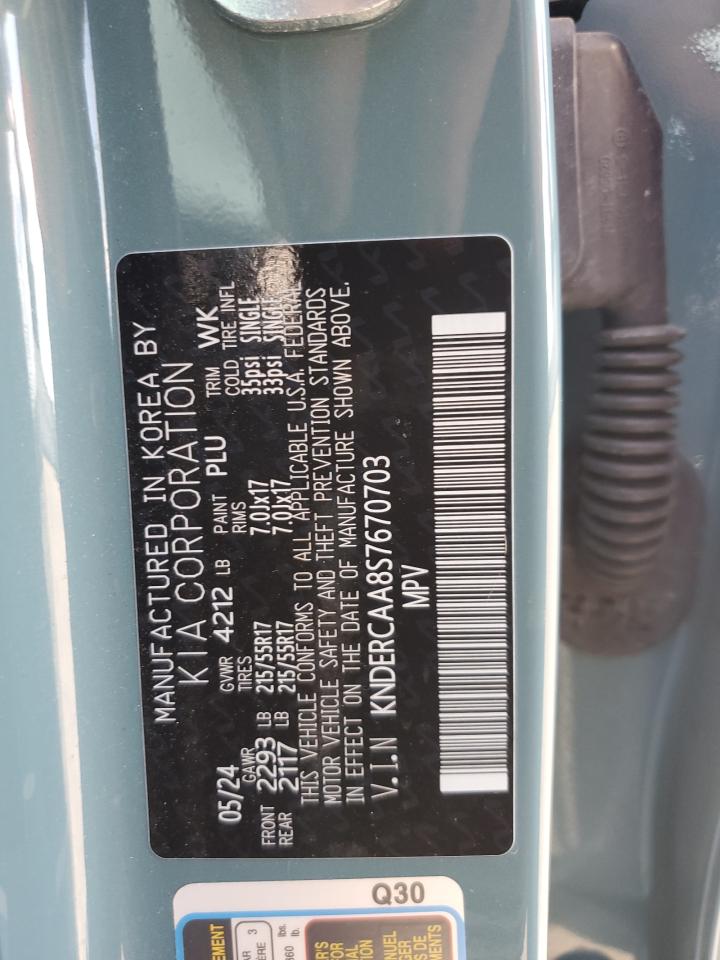 MANUFACTURED IN KOREA BY
KIA CORPORATION
05/24 GVWR 4212 LB PAINT PLU TRIM WK
GAWR TIRES RIMS COLD TIRE INFL
FRONT 2293 LB 215/55R17 7.0Jx17 35psi SINGLE
REAR 2117 LB 215/55R17 7.0Jx17 33psi SINGLE
THIS VEHICLE CONFORMS TO ALL APPLICABLE U.S.A. FEDERAL
MOTOR VEHICLE SAFETY AND THEFT PREVENTION STANDARDS
IN EFFECT ON THE DATE OF MANUFACTURE SHOWN ABOVE.
V.I.N KNDERCAA8S7670703
MPV
Q30